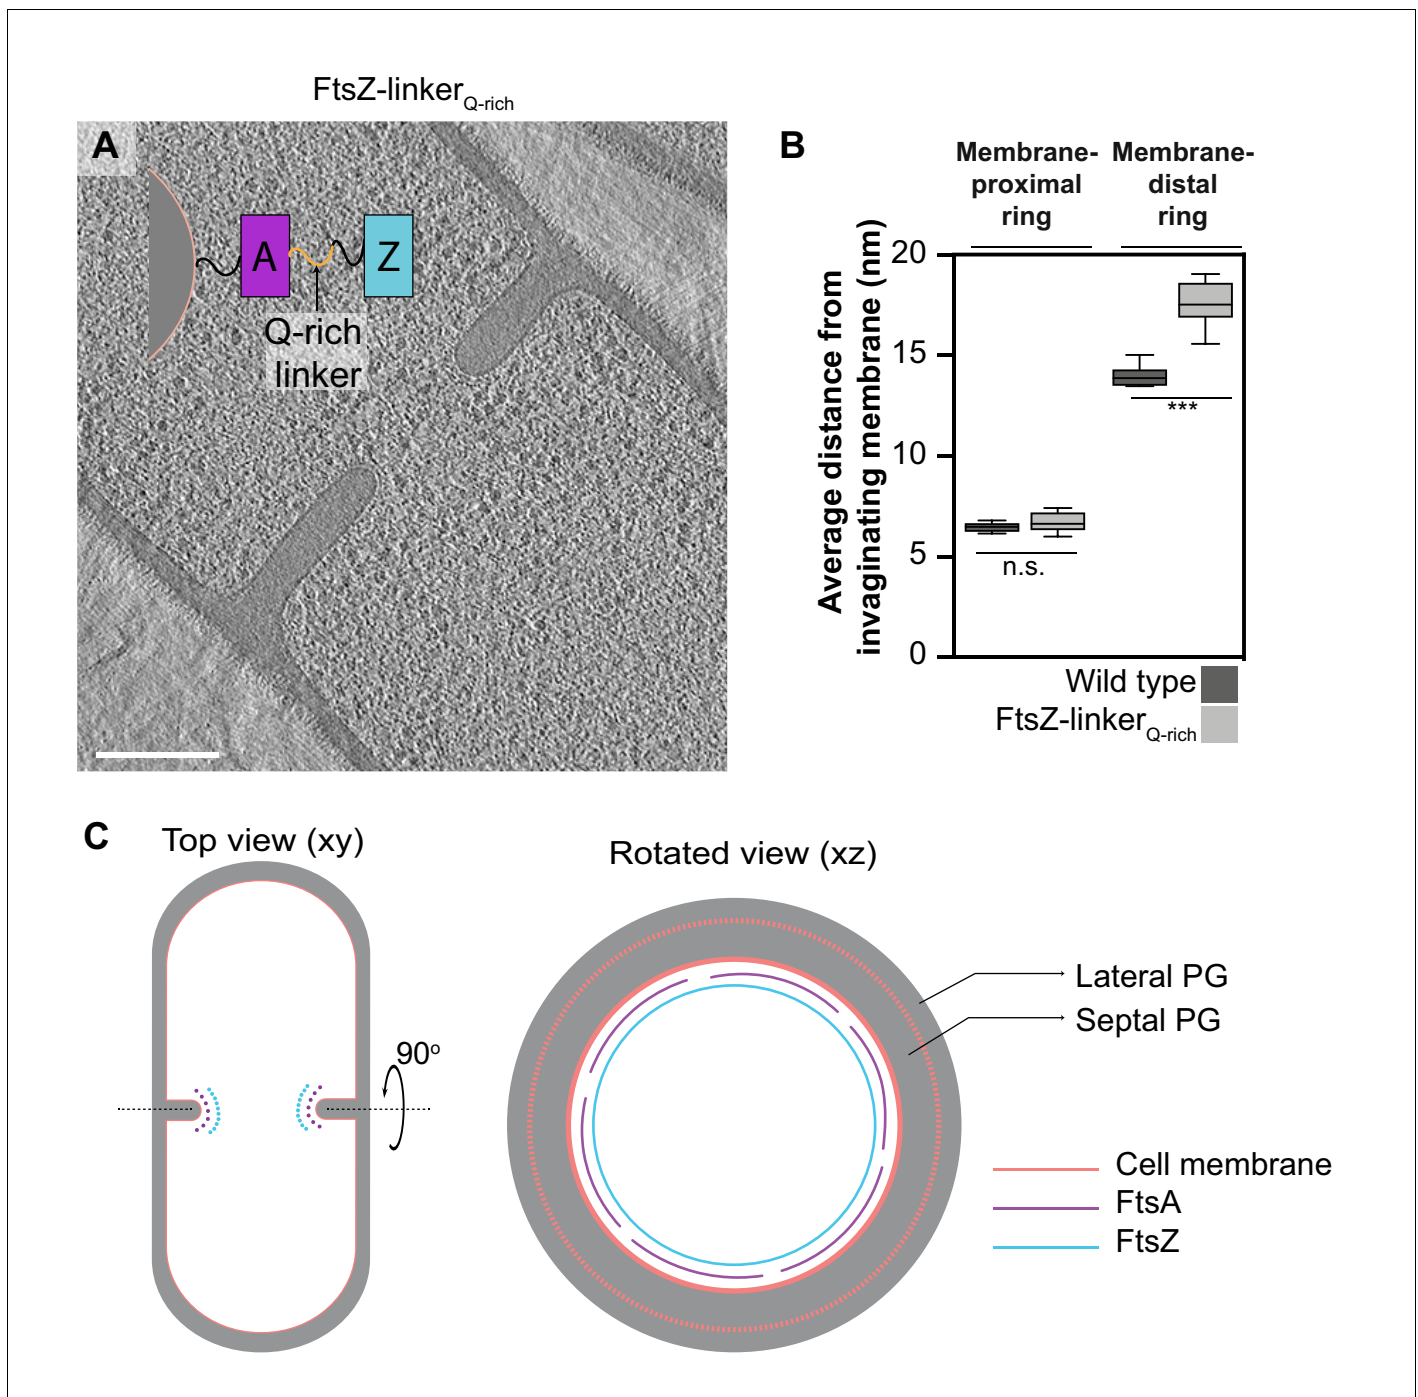 FtsZ-linkerQ-rich
A
A
Z
Q-rich
linker
B
Membrane-
proximal
ring
Membrane-
distal
ring
Average distance from
invaginating membrane (nm)
20
15
10
5
0
***
n.s.
Wild type
FtsZ-linkerQ-rich
C
Top view (xy)
Rotated view (xz)
90o
Lateral PG
Septal PG
Cell membrane
FtsA
FtsZ